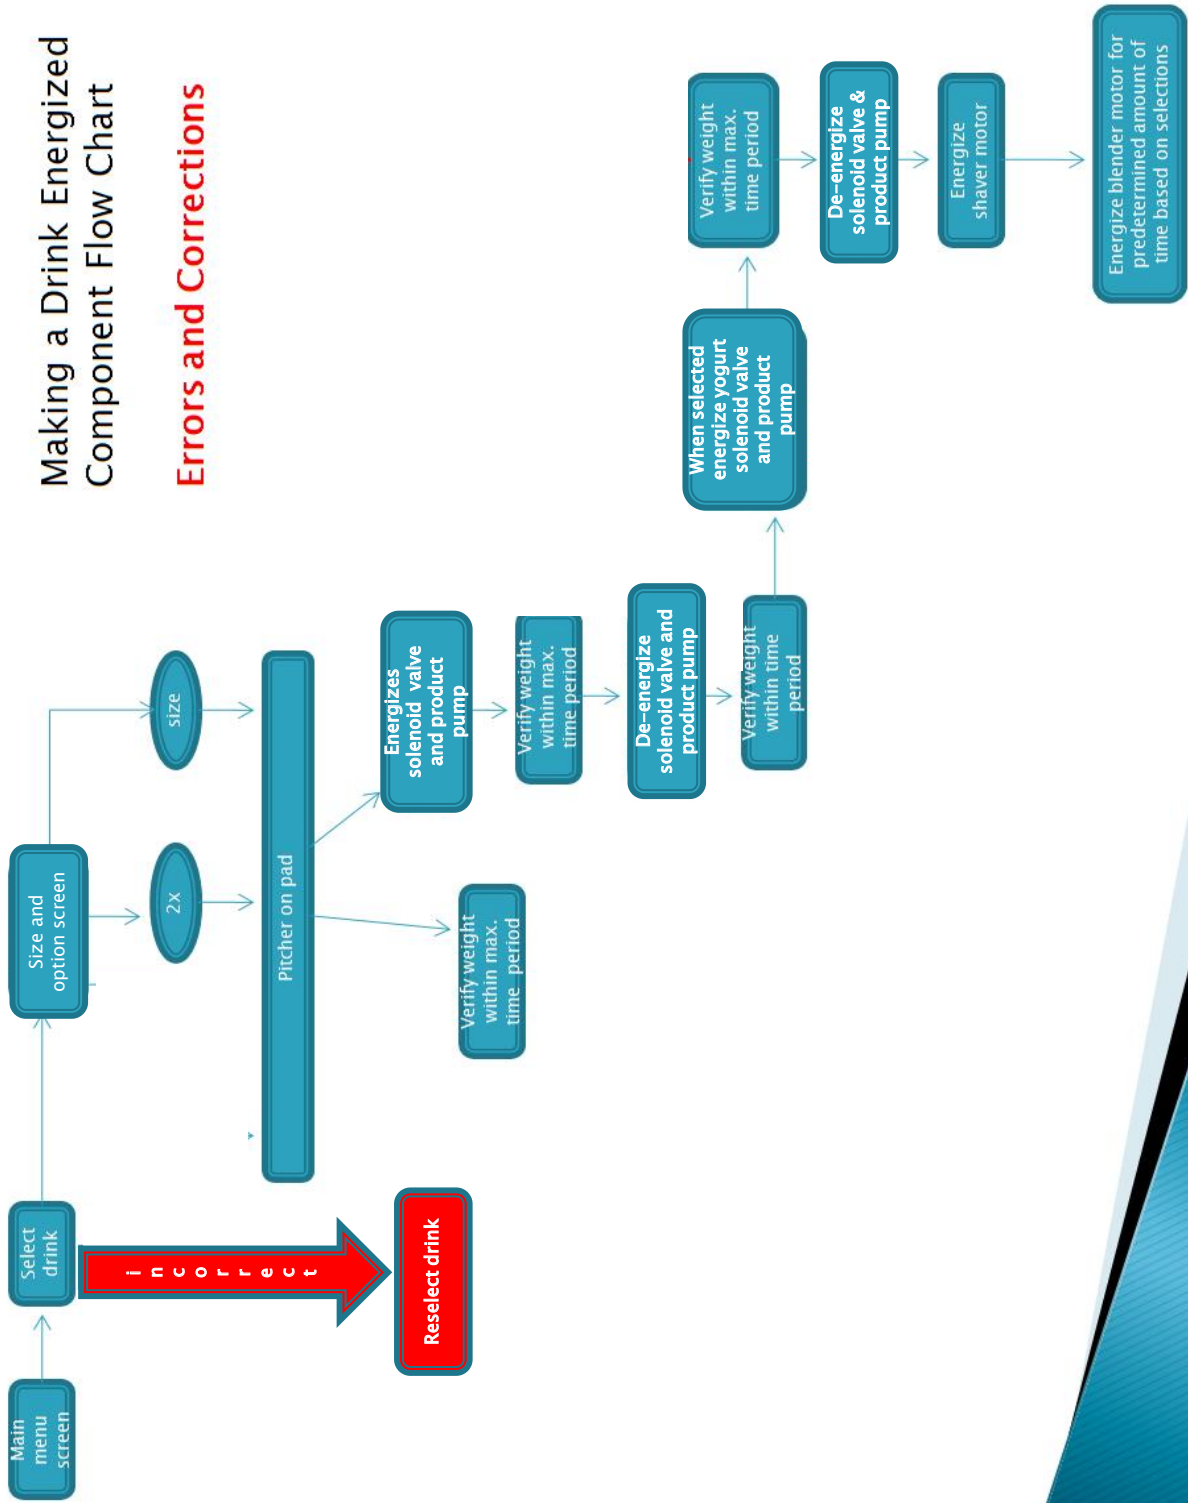 Making a Drink Energized
Component Flow Chart
Errors and Corrections
Main
menu
screen
Select
drink
Size and
option screen
2x
size
incorrect
Reselect drink
Pitcher on pad
Verify weight
within max.
time period
Energizes
solenoid valve
and product
pump
Verify weight
within max.
time period
De-energize
solenoid valve and
product pump
Verify weight
within time
period
When selected
energize yogurt
solenoid valve
and product
pump
Verify weight
within max.
time period
De-energize
solenoid valve &
product pump
Energize
shaver motor
Energize blender motor for
predetermined amount of
time based on selections